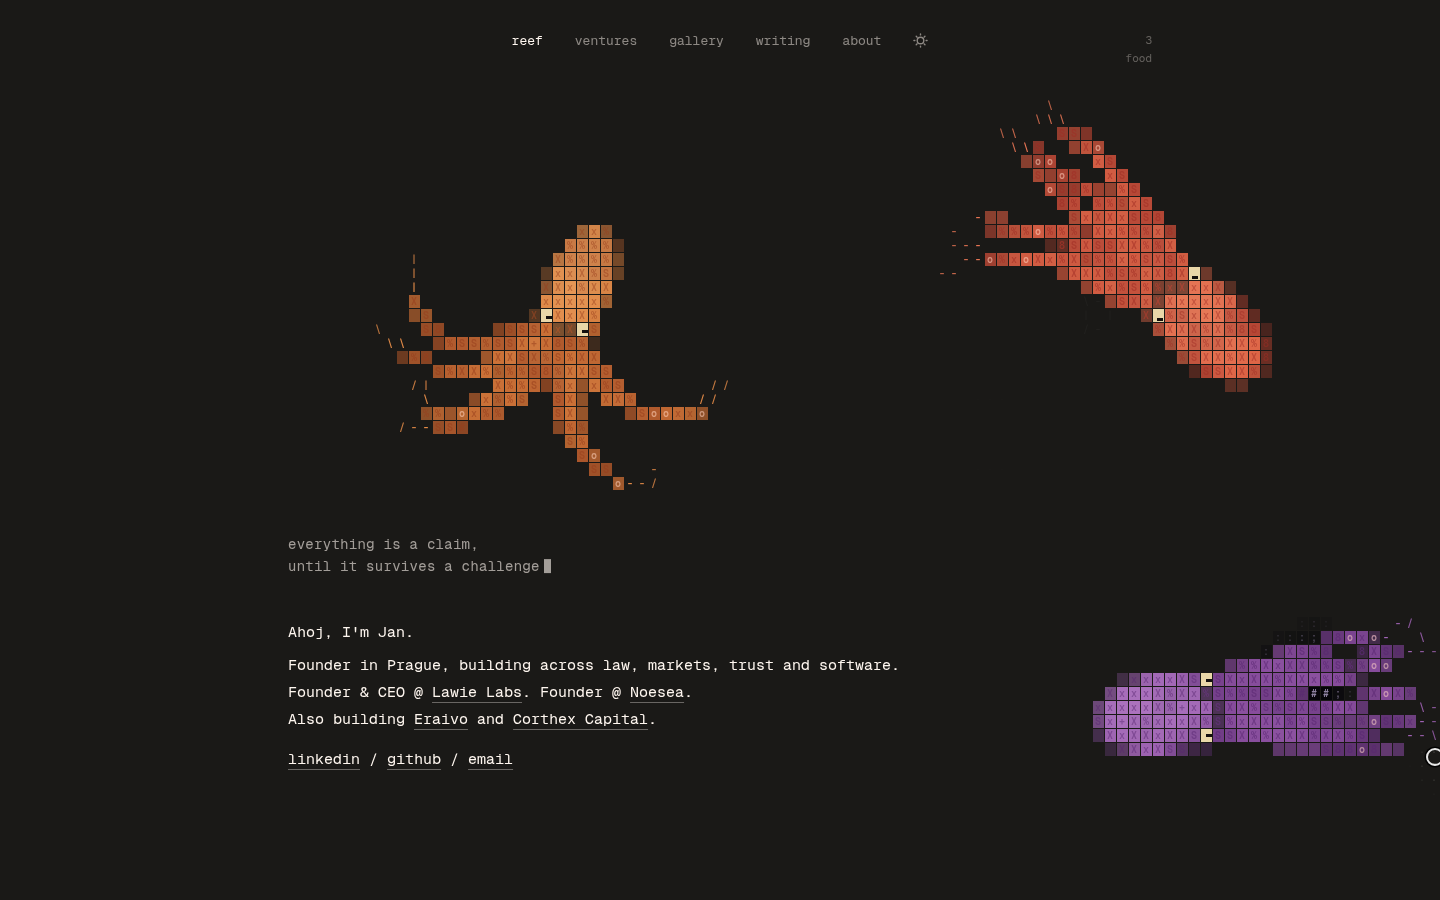 reef ventures gallery writing about
3
food
everything is a claim,
until it survives a challenge
Ahoj, I'm Jan.
Founder in Prague, building across law, markets, trust and software.
Founder & CEO @ Lawie Labs. Founder @ Noesea.
Also building Eraivo and Corthex Capital.
linkedin / github / email